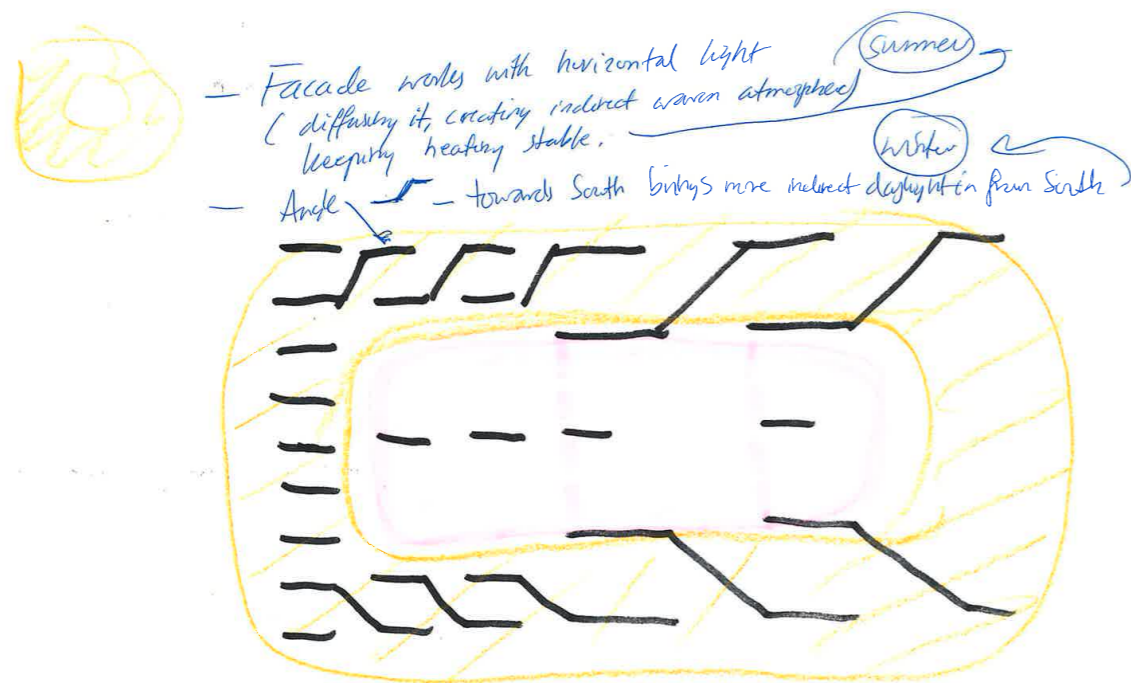 summer
— Facade works with horizontal light
( diffusing it, creating indirect atmosphere)
keeping heating stable.
winter
— Angle — towards South brings more indirect daylight in from South